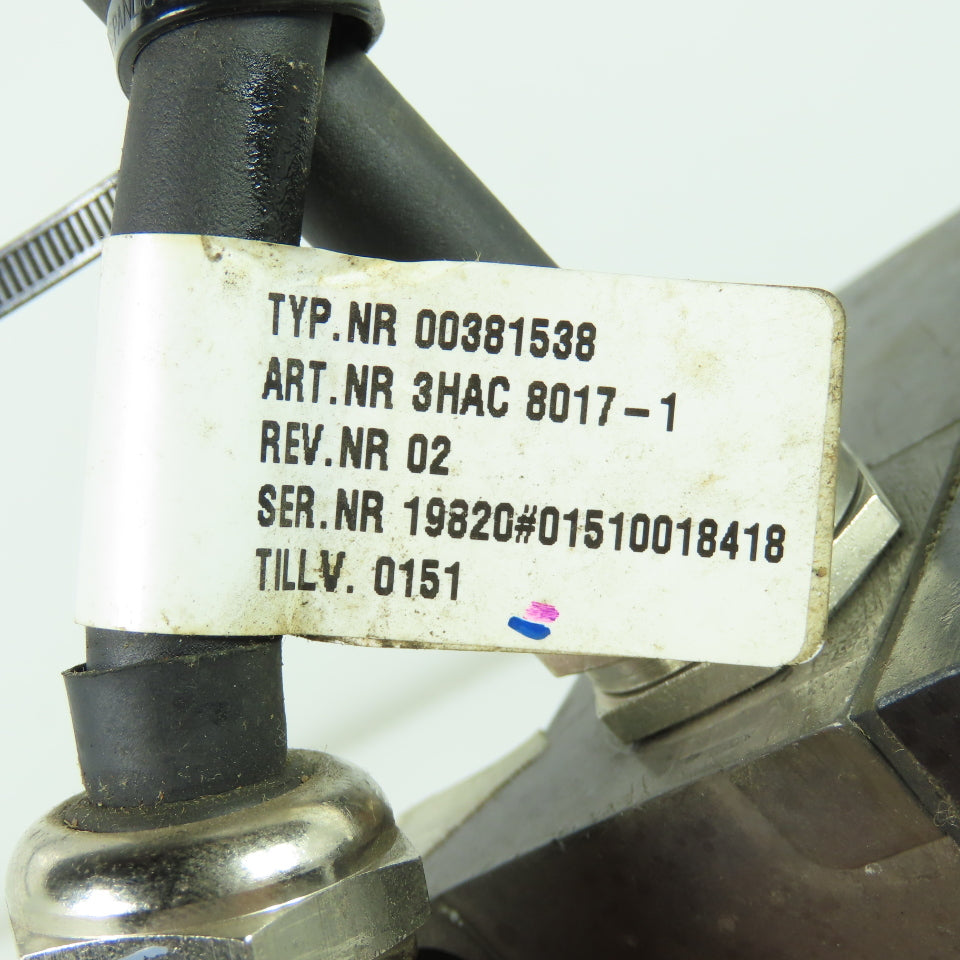 TYP.NR 00381538
ART.NR 3HAC 8017-1
REV.NR 02
SER.NR 19820#01510018418
TILLV. 0151